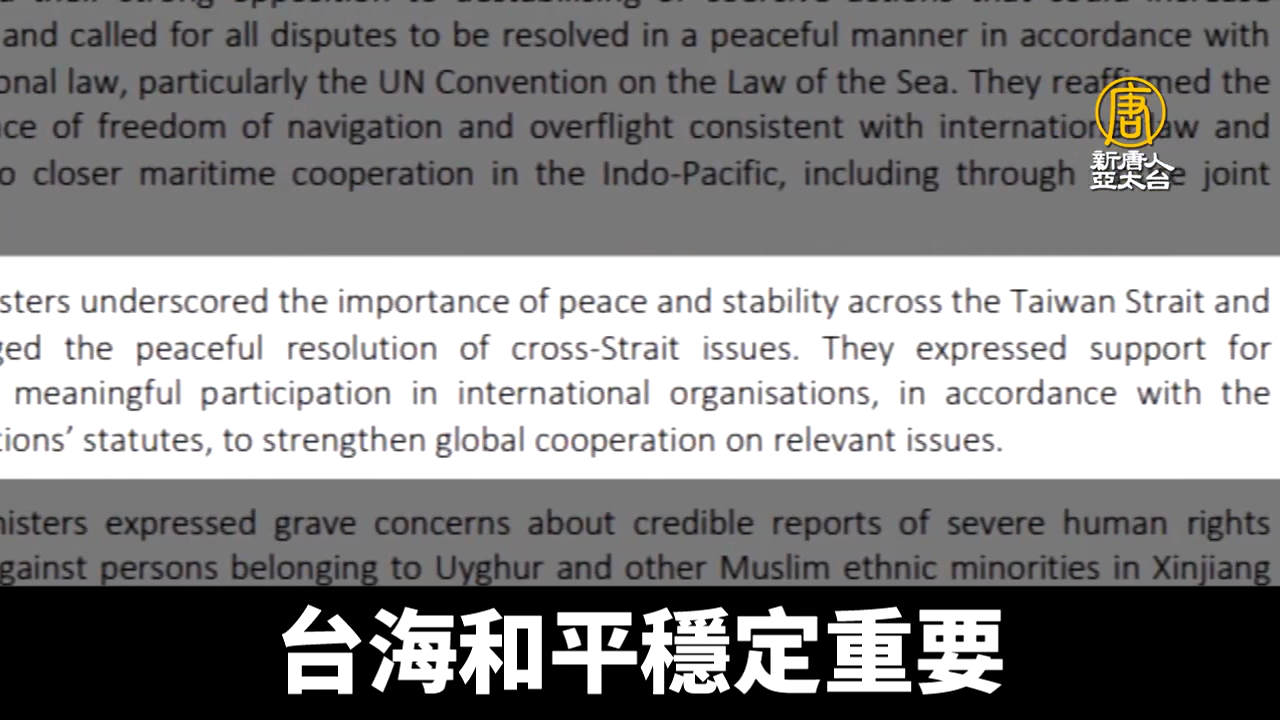 and called for all disputes to be resolved in a peaceful manner in accordance with
onal law, particularly the UN Convention on the Law of the Sea. They reaffirmed the
ce of freedom of navigation and overflight consistent with international law and
o closer maritime cooperation in the Indo-Pacific, including through joint
唐
新唐人
亞太台
sters underscored the importance of peace and stability across the Taiwan Strait and
ged the peaceful resolution of cross-Strait issues. They expressed support for
meaningful participation in international organisations, in accordance with the
tions’ statutes, to strengthen global cooperation on relevant issues.
nisters expressed grave concerns about credible reports of severe human rights
gainst persons belonging to Uyghur and other Muslim ethnic minorities in Xinjiang
台海和平穩定重要